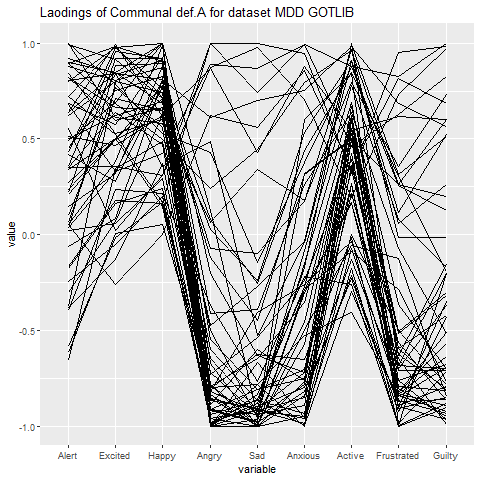 Laodings of Communal def.A for dataset MDD GOTLIB
1.0
0.5
0.0
-0.5
-1.0
value
Alert Excited Happy Angry Sad Anxious Active Frustrated Guilty
variable